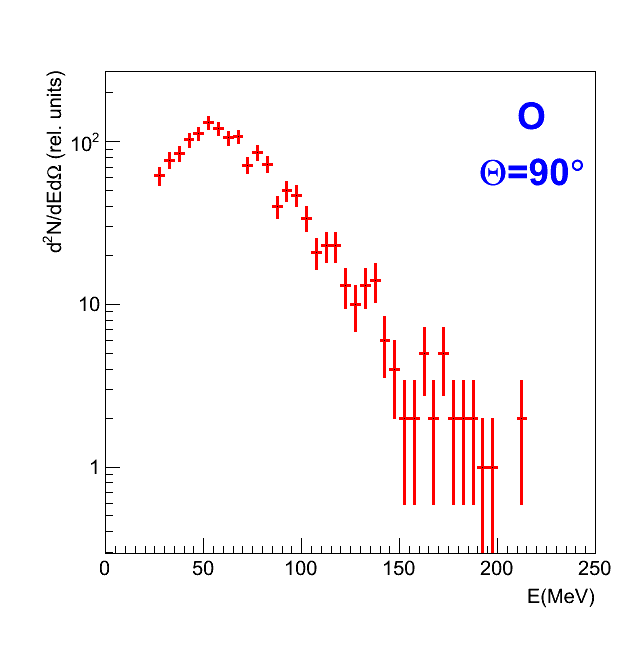 d²N/dEdΩ (rel. units)
O
Θ=90°
10²
10
1
0 50 100 150 200 250
E(MeV)